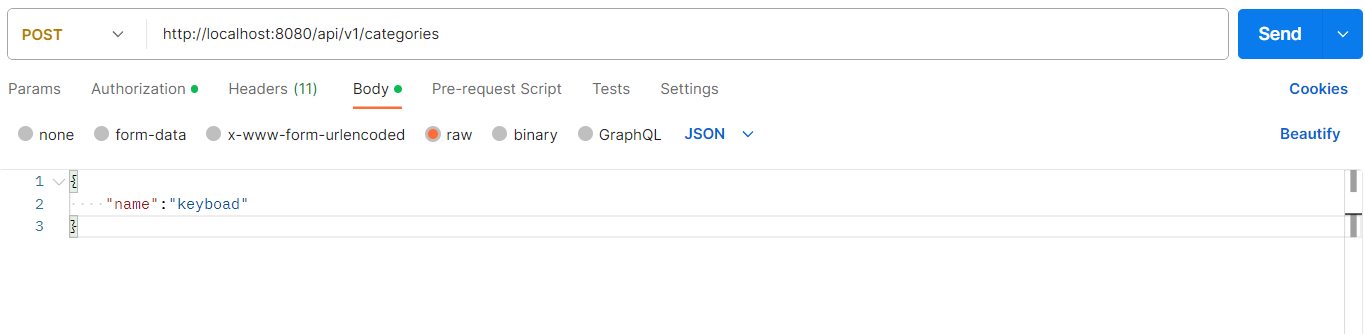 POST http://localhost:8080/api/v1/categories Send
Params Authorization Headers (11) Body Pre-request Script Tests Settings Cookies
none form-data x-www-form-urlencoded raw binary GraphQL JSON Beautify
1 {
2 "name":"keyboad"
3 }